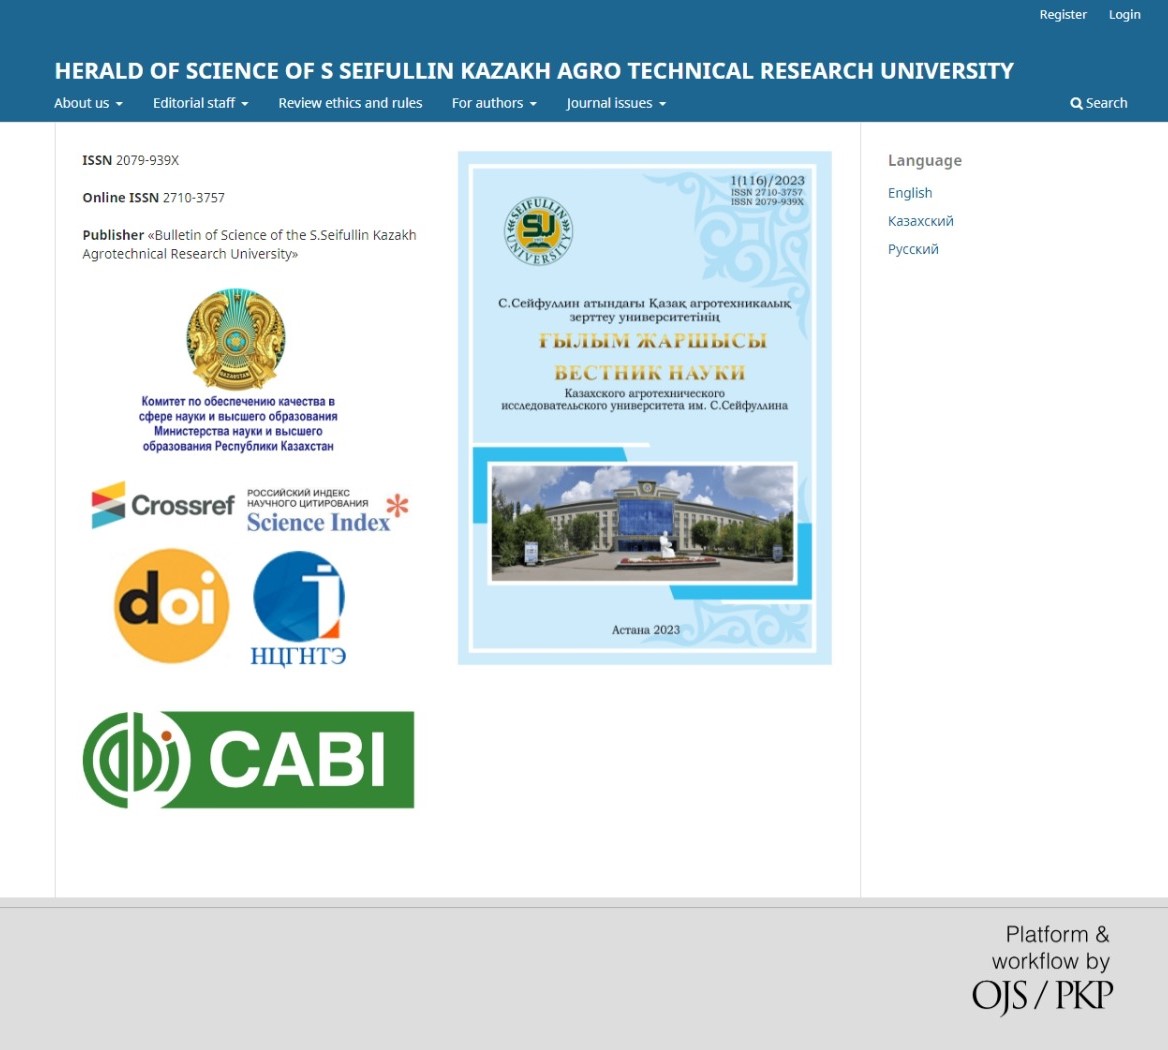 Register Login
HERALD OF SCIENCE OF S SEIFULLIN KAZAKH AGRO TECHNICAL RESEARCH UNIVERSITY
About us Editorial staff Review ethics and rules For authors Journal issues Search
ISSN 2079-939X
Online ISSN 2710-3757
Publisher «Bulletin of Science of the S.Seifullin Kazakh
Agrotechnical Research University»
QAZAQSTAN
Комитет по обеспечению качества в
сфере науки и высшего образования
Министерства науки и высшего
образования Республики Казахстан
Crossref
РОССИЙСКИЙ ИНДЕКС
НАУЧНОГО ЦИТИРОВАНИЯ
Science Index
doi
НЦГНТЭ
cabi CABI
1(116)/2023
ISSN 2710-3757
ISSN 2079-939X
SEIFULLIN
SU
UNIVERSITY
С.Сейфуллин атындағы Қазақ агротехникалық
зерттеу университетінің
ҒЫЛЫМ ЖАРШЫСЫ
ВЕСТНИК НАУКИ
Казахского агротехнического
исследовательского университета им. С.Сейфуллина
Астана 2023
Language
English
Казахский
Русский
Platform &
workflow by
OJS / PKP